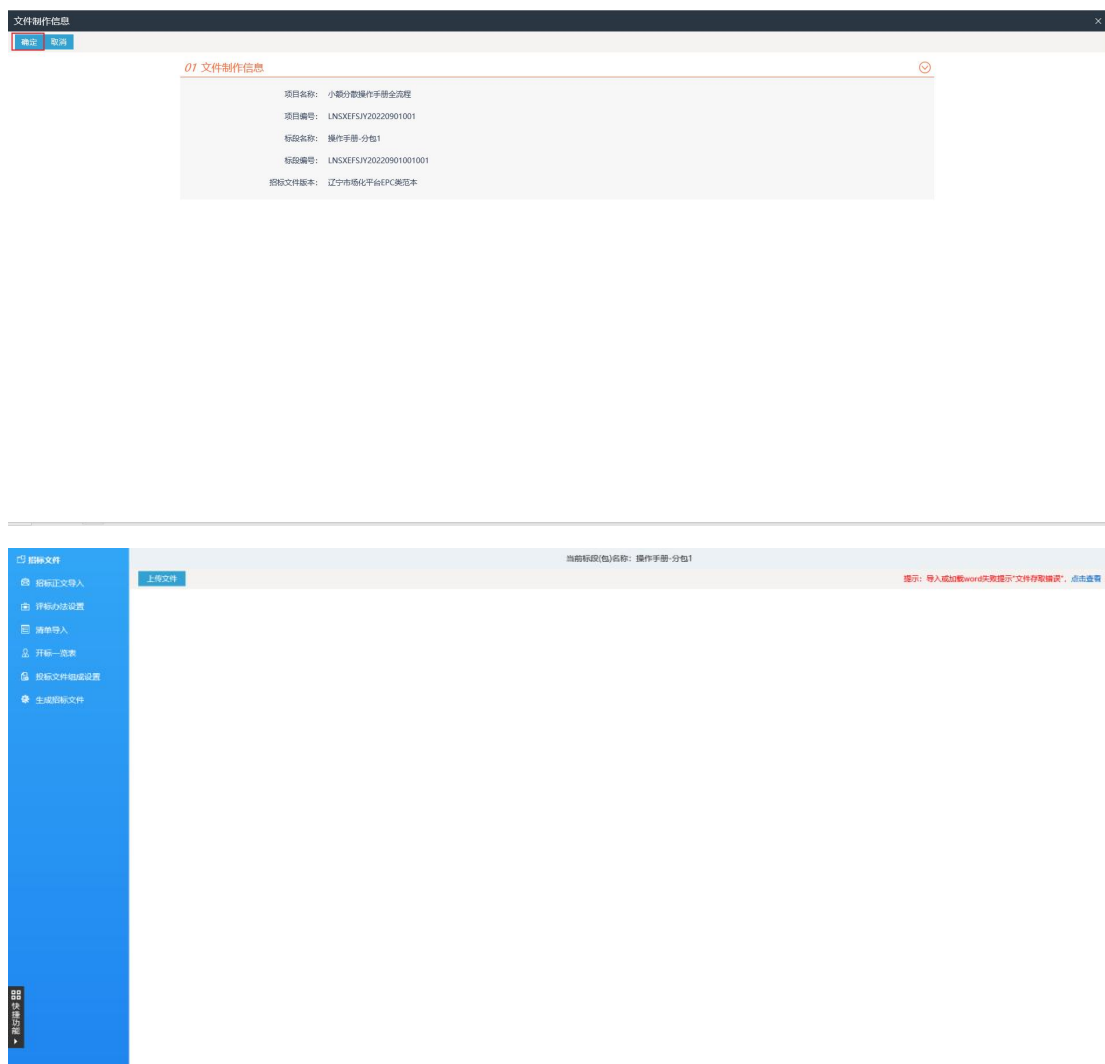 文件制作信息 ×
确定 取消
01 文件制作信息
项目名称： 小额分散操作手册全流程
项目编号： LNSXEFSJY20220901001
标段名称： 操作手册-分包1
标段编号： LNSXEFSJY20220901001001
招标文件版本： 辽宁市场化平台EPC类范本
招标文件
当前标段(包)名称：操作手册-分包1
招标正文导入
上传文件
提示：导入或加载word失败提示"文件存取错误"，点击查看
评标办法设置
清单导入
开标一览表
投标文件组成设置
生成招标文件
快捷功能